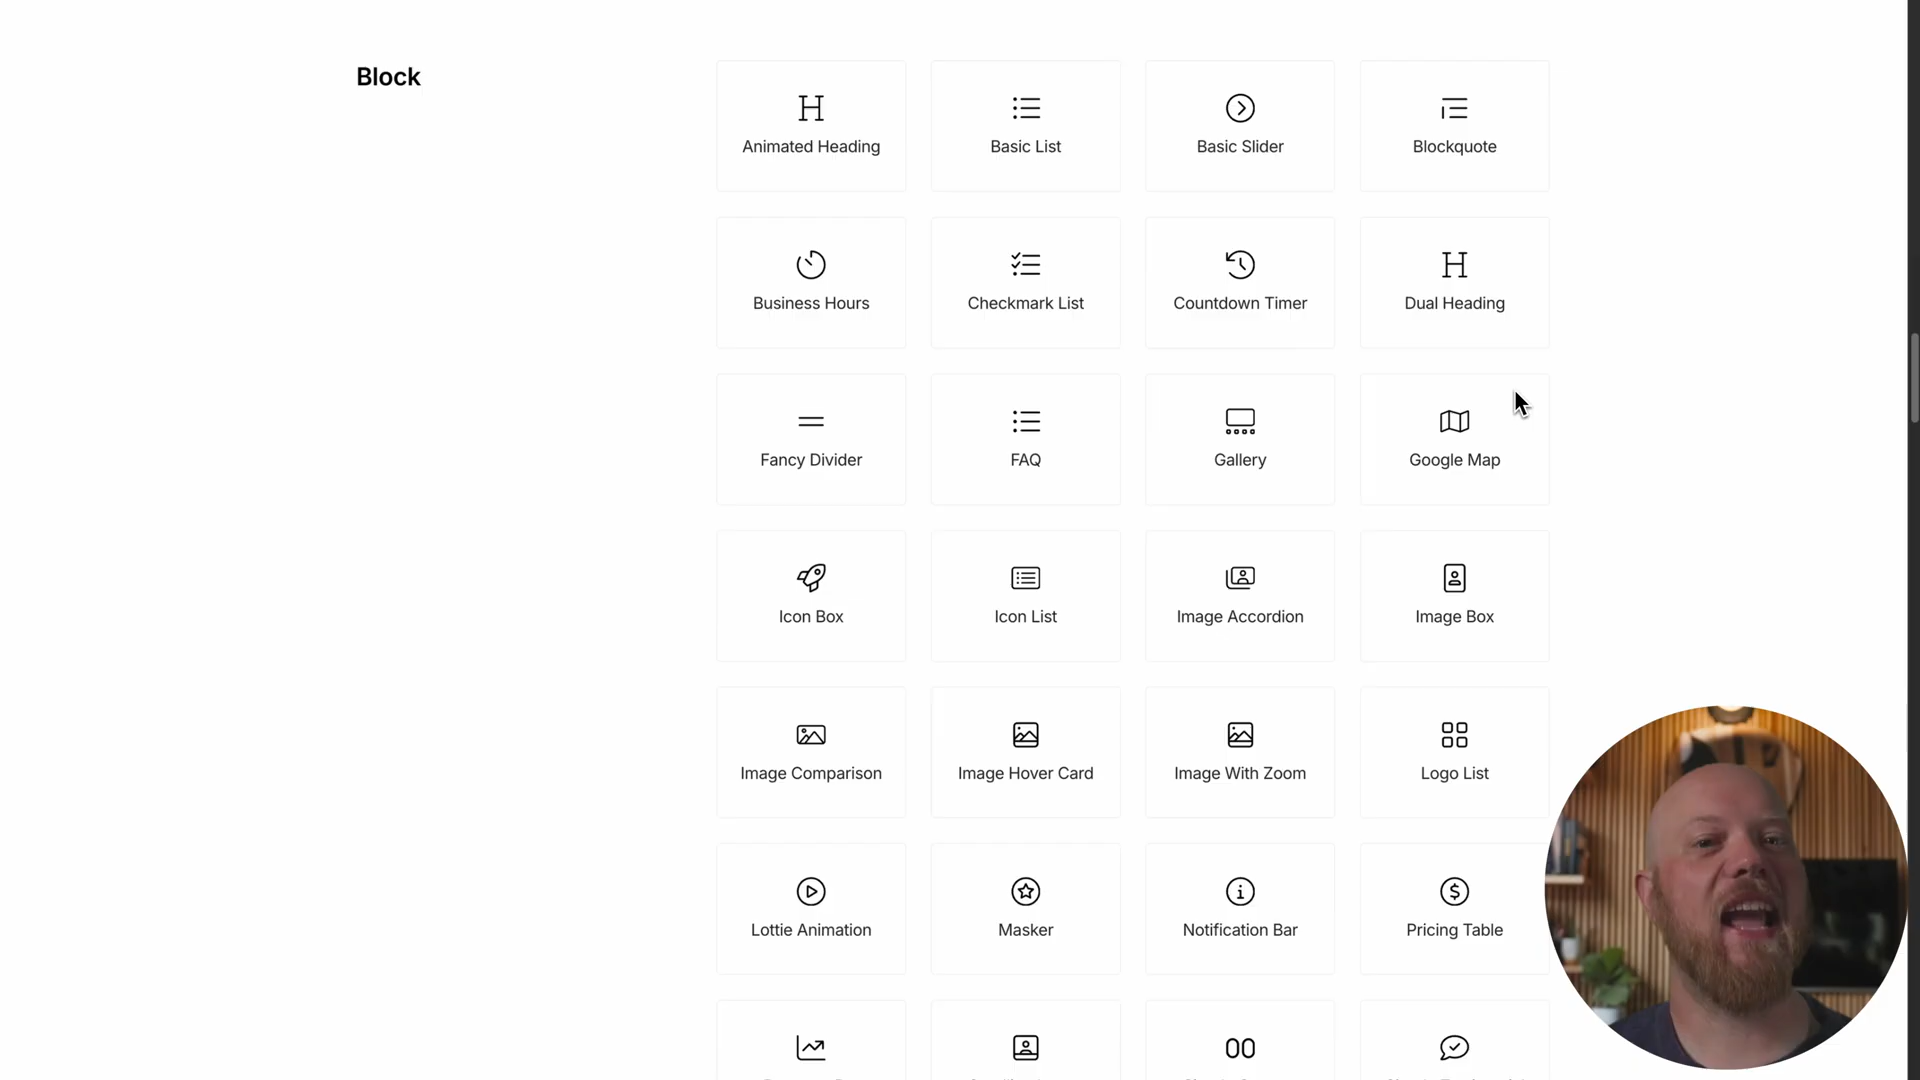 Block
Animated Heading
Basic List
Basic Slider
Blockquote
Business Hours
Checkmark List
Countdown Timer
Dual Heading
Fancy Divider
FAQ
Gallery
Google Map
Icon Box
Icon List
Image Accordion
Image Box
Image Comparison
Image Hover Card
Image With Zoom
Logo List
Lottie Animation
Masker
Notification Bar
Pricing Table